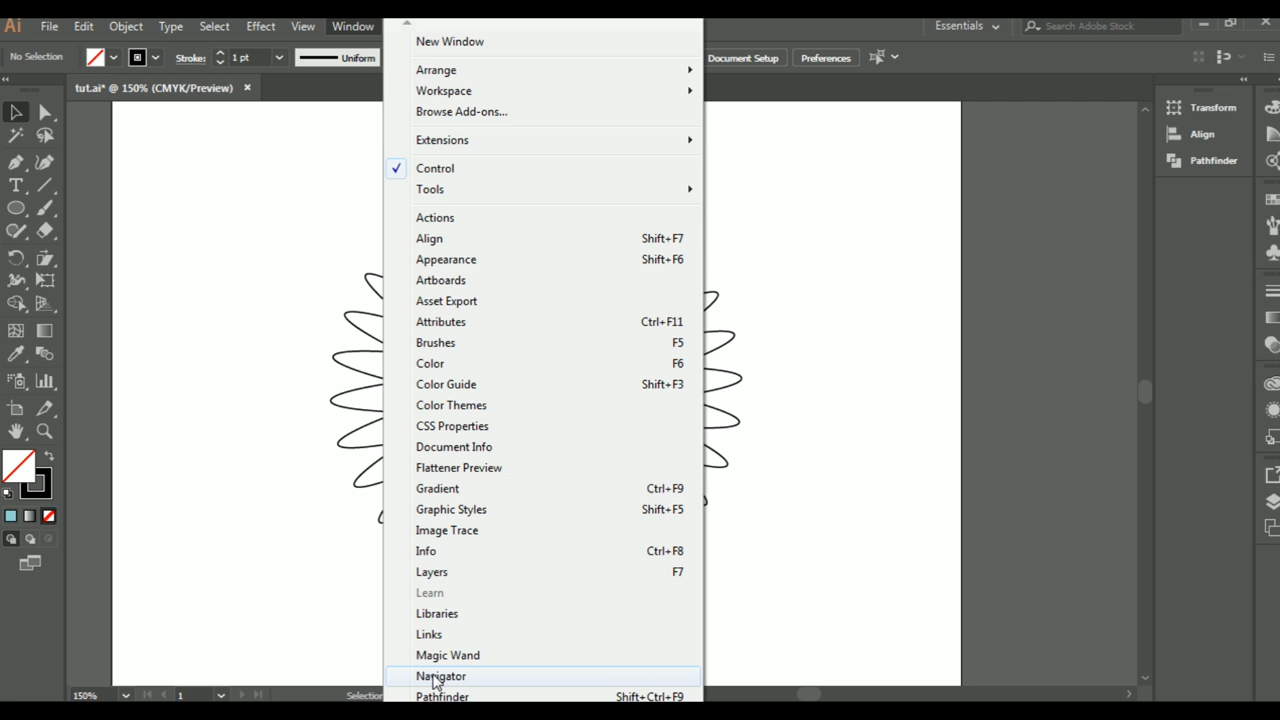 Ai File Edit Object Type Select Effect View Window Essentials Search Adobe Stock
No Selection Stroke: 1 pt Uniform Document Setup Preferences
tut.ai* @ 150% (CMYK/Preview)
New Window
Arrange
Workspace
Browse Add-ons...
Extensions
Control
Tools
Actions
Align Shift+F7
Appearance Shift+F6
Artboards
Asset Export
Attributes Ctrl+F11
Brushes F5
Color F6
Color Guide Shift+F3
Color Themes
CSS Properties
Document Info
Flattener Preview
Gradient Ctrl+F9
Graphic Styles Shift+F5
Image Trace
Info Ctrl+F8
Layers F7
Learn
Libraries
Links
Magic Wand
Navigator
Pathfinder Shift+Ctrl+F9
Transform
Align
Pathfinder
150% 1 Selection